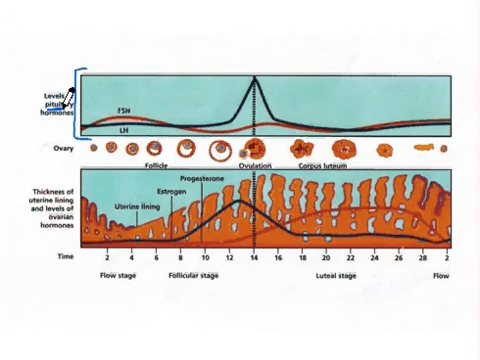 Levels
pituitary
hormones
FSH
LH
Ovary
Follicle
Ovulation
Corpus luteum
Progesterone
Estrogen
Uterine lining
Thickness of
uterine lining
and levels of
ovarian
hormones
Time 2 4 6 8 10 12 14 16 18 20 22 24 26 28 2
Flow stage Follicular stage Luteal stage Flow